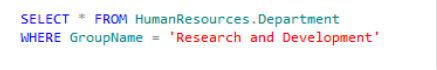 SELECT * FROM HumanResources.Department
WHERE GroupName = 'Research and Development'